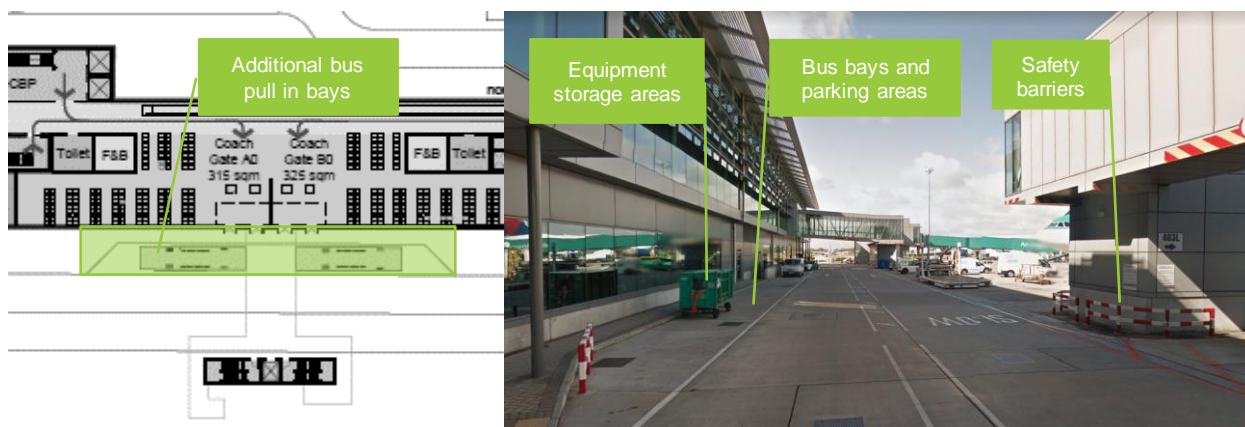 Additional bus
pull in bays
CBP
Toilet
F&B
Coach
Gate A0
315 sqm
Coach
Gate B0
325 sqm
F&B
Toilet
Equipment
storage areas
Bus bays and
parking areas
Safety
barriers
403L
SLOW